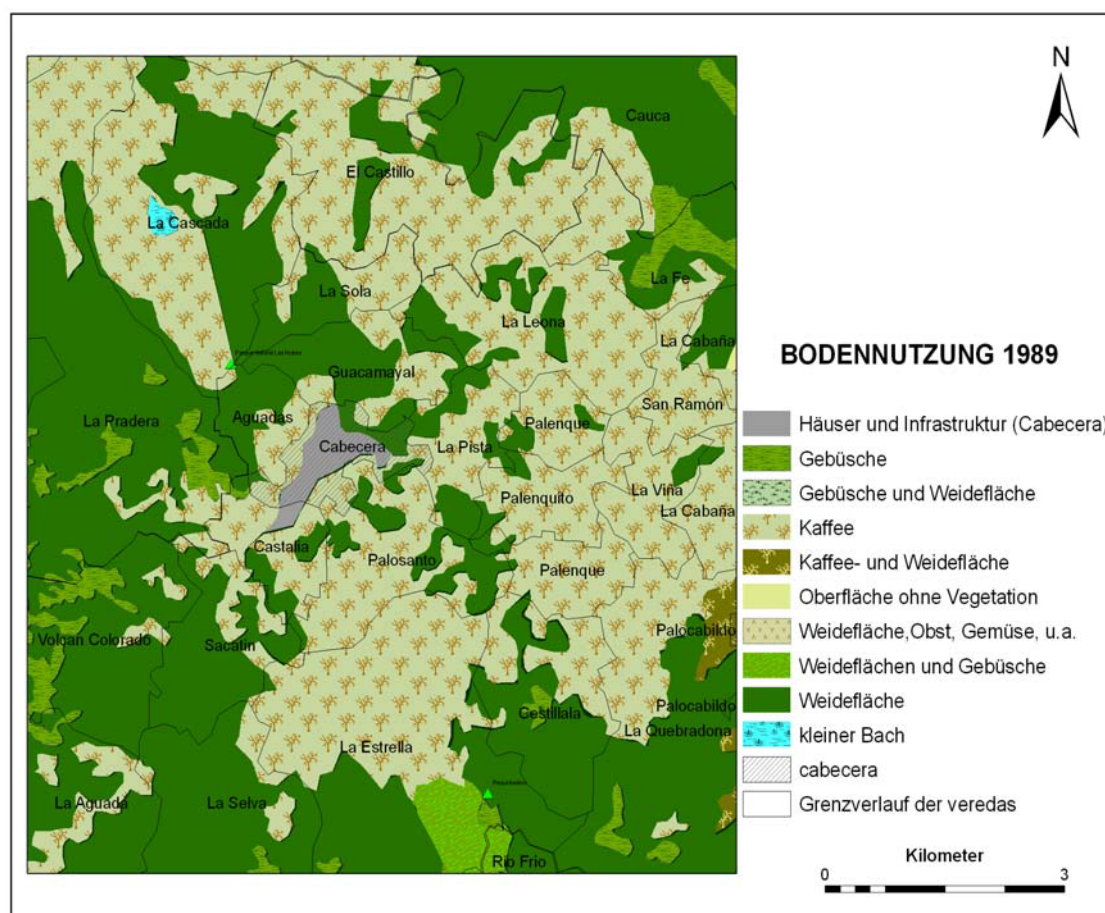 N
Cauca
El Castillo
La Cascada
La Fe
La Sola
La Leona
La Cabaña
Guacamayal
San Ramón
La Pradera
Aguadas
Palenque
Cabecera
La Pista
La Viña
Palenquito
La Cabaña
Castalia
Palosanto
Palenque
Volcan Colorado
Sacatin
Palocabildo
Palocabildo
Cestillala
La Quebradona
La Estrella
La Aguada
La Selva
Rio Frio
BODENNUTZUNG 1989
Häuser und Infrastruktur (Cabecera)
Gebüsche
Gebüsche und Weidefläche
Kaffee
Kaffee- und Weidefläche
Oberfläche ohne Vegetation
Weidefläche,Obst, Gemüse, u.a.
Weideflächen und Gebüsche
Weidefläche
kleiner Bach
cabecera
Grenzverlauf der veredas
Kilometer
0 3